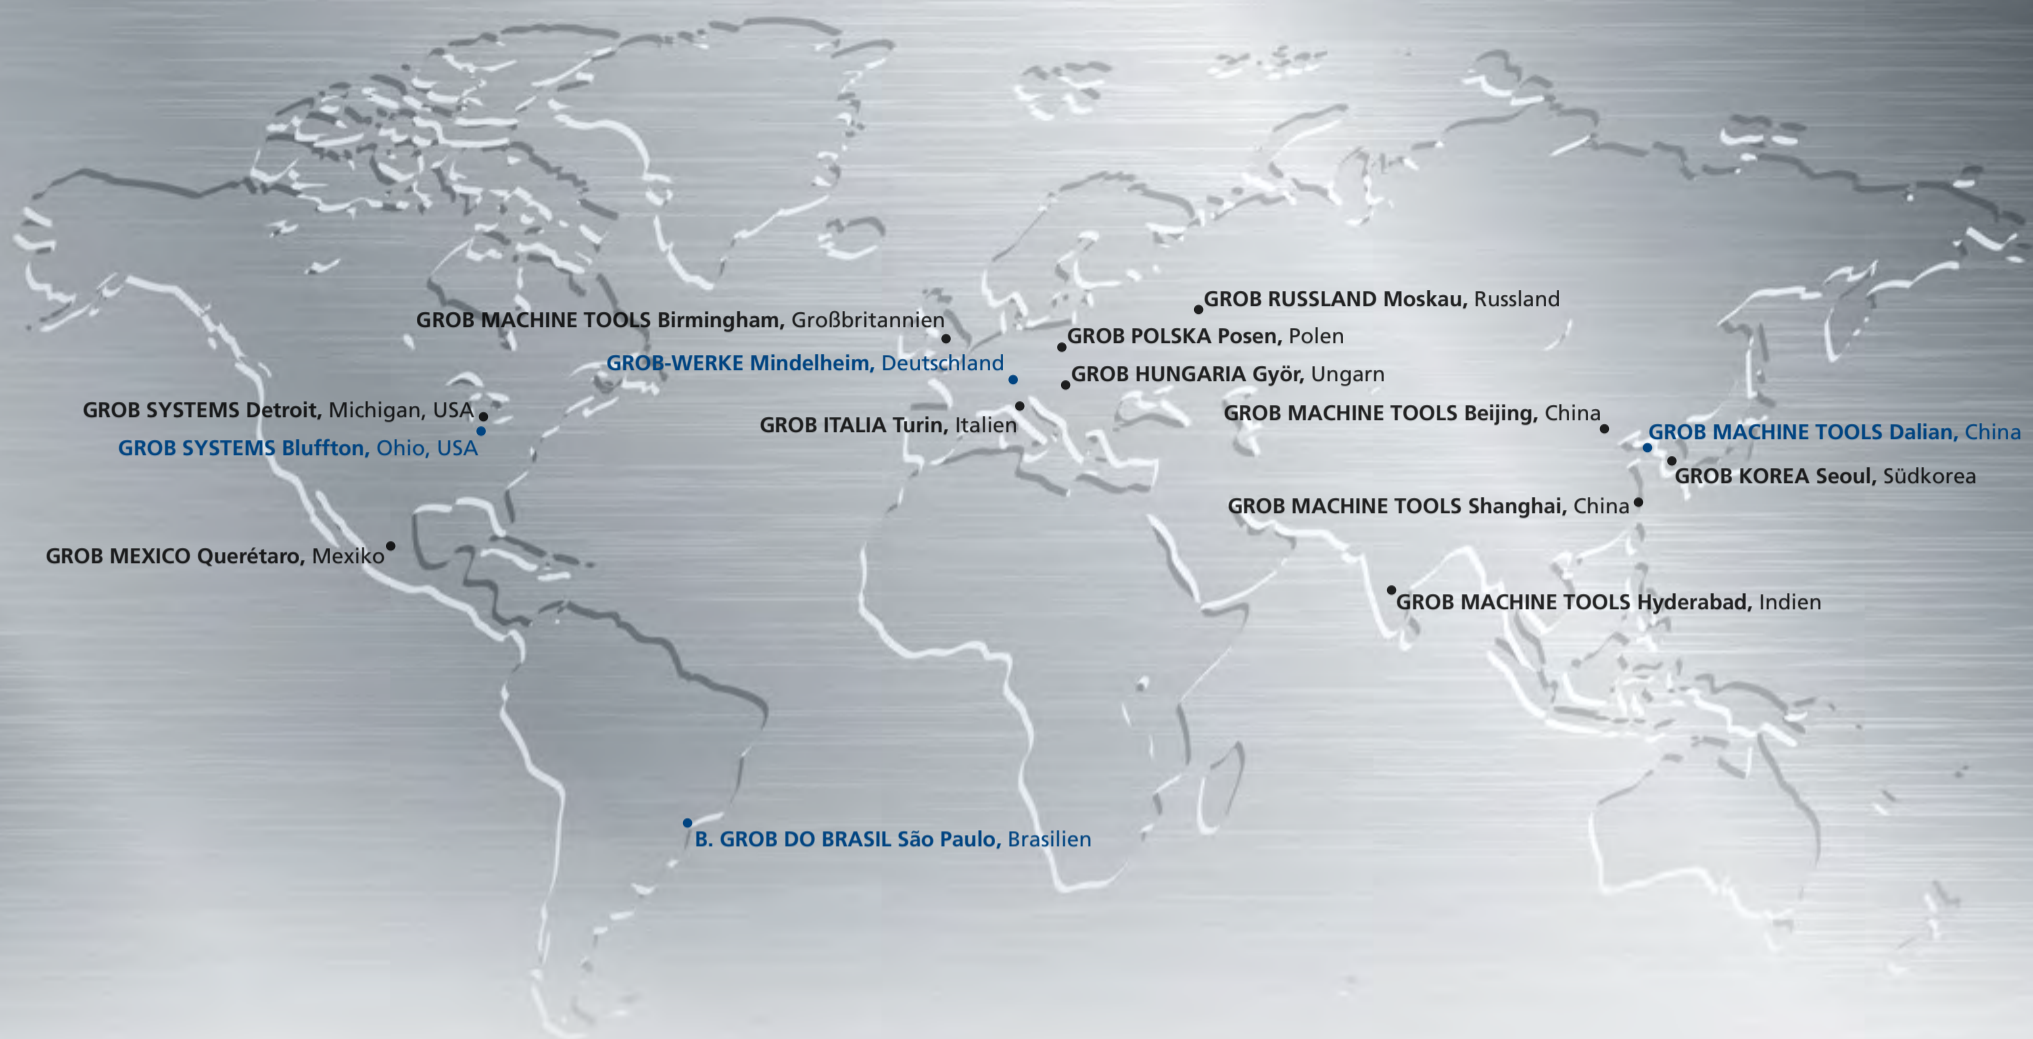 GROB RUSSLAND Moskau, Russland
GROB MACHINE TOOLS Birmingham, Großbritannien
GROB POLSKA Posen, Polen
GROB-WERKE Mindelheim, Deutschland
GROB HUNGARIA Györ, Ungarn
GROB SYSTEMS Detroit, Michigan, USA
GROB MACHINE TOOLS Beijing, China
GROB ITALIA Turin, Italien
GROB MACHINE TOOLS Dalian, China
GROB SYSTEMS Bluffton, Ohio, USA
GROB KOREA Seoul, Südkorea
GROB MACHINE TOOLS Shanghai, China
GROB MEXICO Querétaro, Mexiko
GROB MACHINE TOOLS Hyderabad, Indien
B. GROB DO BRASIL São Paulo, Brasilien